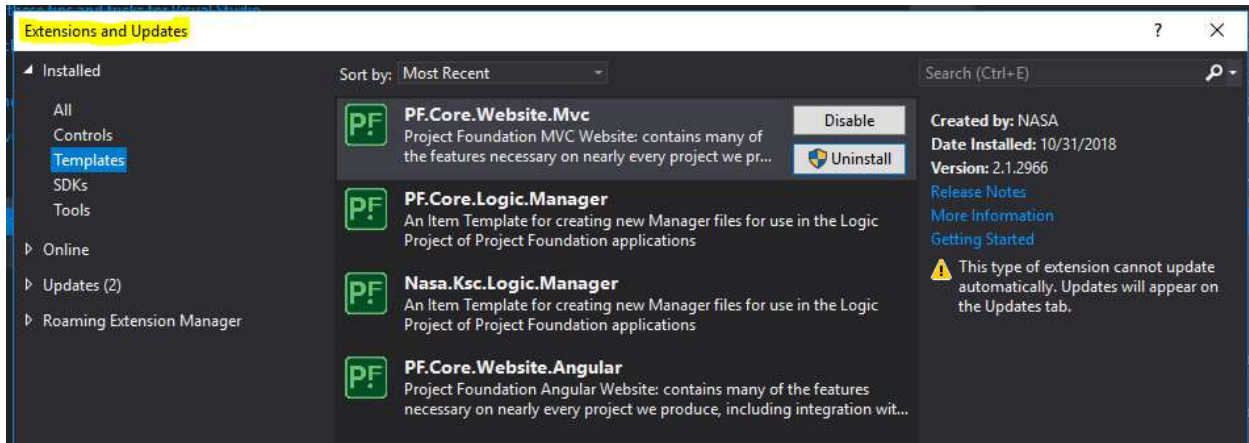 these tips and tricks for Visual Studio
Extensions and Updates
?
Installed
All
Controls
Templates
SDKs
Tools
Online
Updates (2)
Roaming Extension Manager
Sort by: Most Recent
PF
PF.Core.Website.Mvc
Project Foundation MVC Website: contains many of
the features necessary on nearly every project we pr...
Disable
Uninstall
PF
PF.Core.Logic.Manager
An Item Template for creating new Manager files for use in the Logic
Project of Project Foundation applications
PF
Nasa.Ksc.Logic.Manager
An Item Template for creating new Manager files for use in the Logic
Project of Project Foundation applications
PF
PF.Core.Website.Angular
Project Foundation Angular Website: contains many of the features
necessary on nearly every project we produce, including integration wit...
Search (Ctrl+E)
Created by: NASA
Date Installed: 10/31/2018
Version: 2.1.2966
Release Notes
More Information
Getting Started
This type of extension cannot update
automatically. Updates will appear on
the Updates tab.